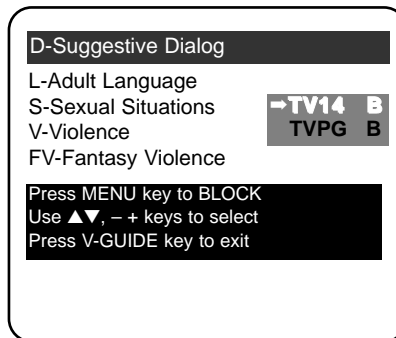 D-Suggestive Dialog
L-Adult Language
S-Sexual Situations ➡TV14 B
V-Violence TVPG B
FV-Fantasy Violence
Press MENU key to BLOCK
Use ▲▼, – + keys to select
Press V-GUIDE key to exit